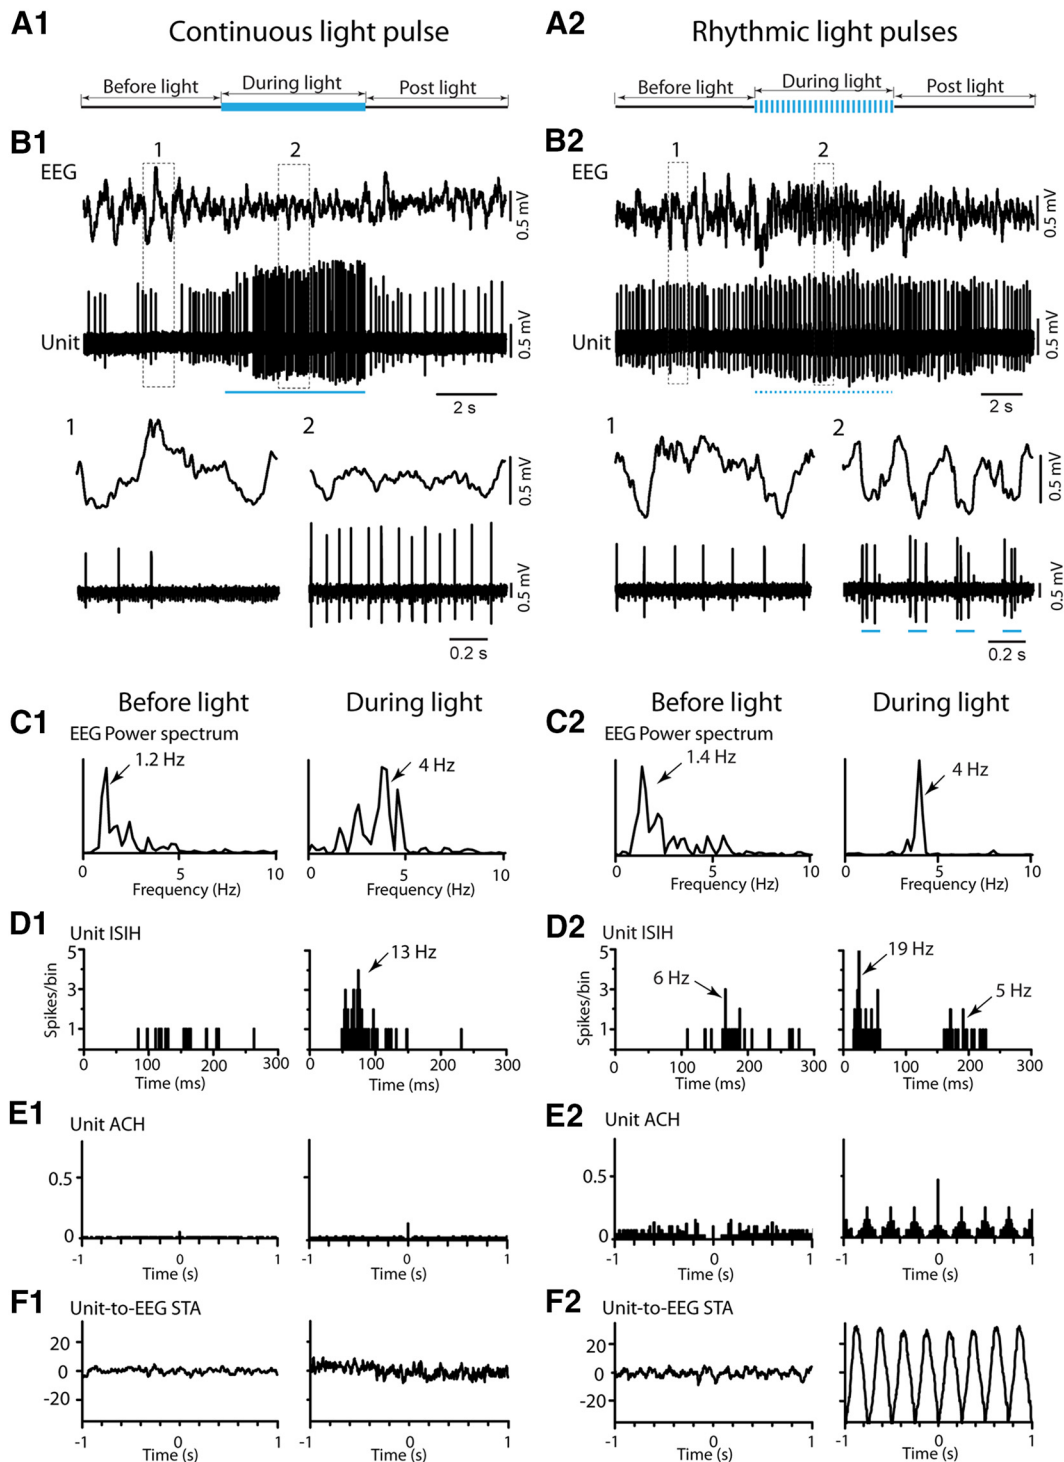 A1 Continuous light pulse
Before light During light Post light
B1
1 2
EEG
0.5 mV
Unit
0.5 mV
2 s
1 2
0.5 mV
0.5 mV
0.2 s
Before light During light
C1
EEG Power spectrum
1.2 Hz 4 Hz
0 5 10 0 5 10
Frequency (Hz) Frequency (Hz)
D1
Unit ISIH
Spikes/bin
5
3
1
13 Hz
0 100 200 300 0 100 200 300
Time (ms) Time (ms)
E1
Unit ACH
0.5
0
-1 0 1 -1 0 1
Time (s) Time (s)
F1
Unit-to-EEG STA
20
0
-20
-1 0 1 -1 0 1
Time (s) Time (s)
A2 Rhythmic light pulses
Before light During light Post light
B2
1 2
EEG
0.5 mV
Unit
0.5 mV
2 s
1 2
0.5 mV
0.5 mV
0.2 s
Before light During light
C2
EEG Power spectrum
1.4 Hz 4 Hz
0 5 10 0 5 10
Frequency (Hz) Frequency (Hz)
D2
Unit ISIH
Spikes/bin
5
3
1
6 Hz 19 Hz 5 Hz
0 100 200 300 0 100 200 300
Time (ms) Time (ms)
E2
Unit ACH
0.5
0
-1 0 1 -1 0 1
Time (s) Time (s)
F2
Unit-to-EEG STA
20
0
-20
-1 0 1 -1 0 1
Time (s) Time (s)